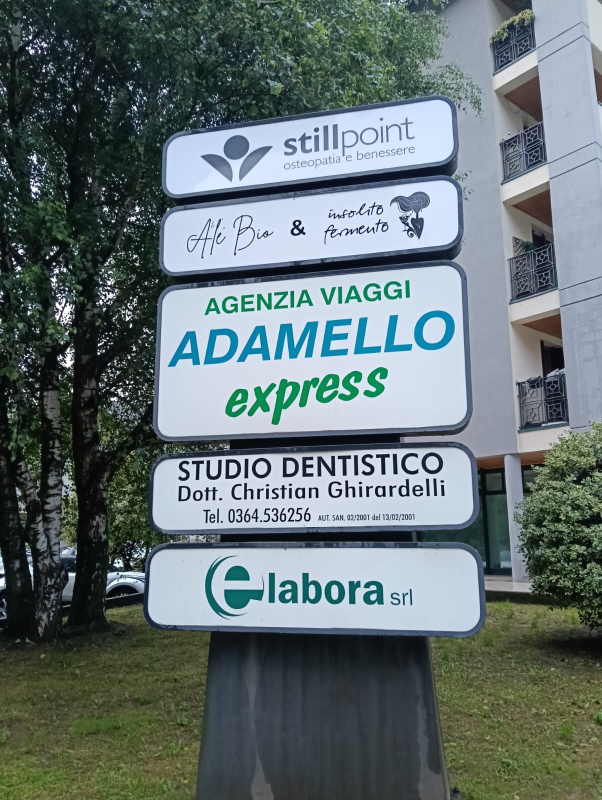 stillpoint
osteopatia e benessere
Alé Bio & insolito
fermento
AGENZIA VIAGGI
ADAMELLO
express
STUDIO DENTISTICO
Dott. Christian Ghirardelli
Tel. 0364.536256 AUT. SAN. 02/2001 del 13/02/2001
elabora srl